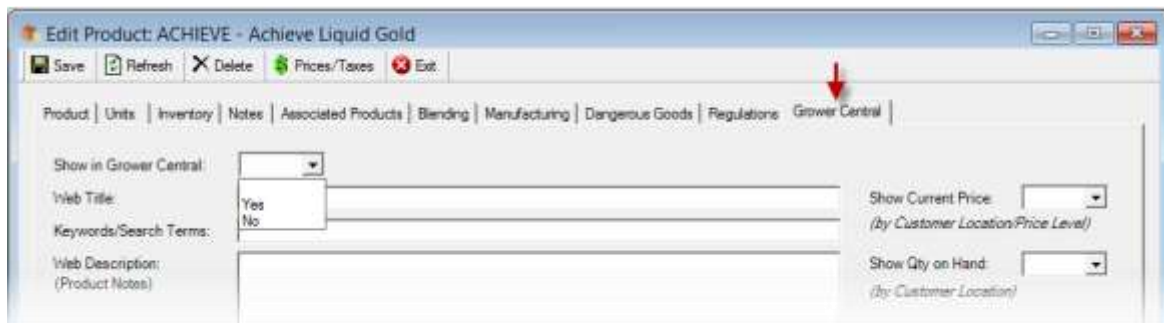 Edit Product: ACHIEVE - Achieve Liquid Gold
Save Refresh Delete Prices/Taxes Exit
Product Units Inventory Notes Associated Products Blending Manufacturing Dangerous Goods Regulations Grower Central
Show in Grower Central:
Web Title:
Yes
No
Show Current Price:
Keywords/Search Terms:
(by Customer Location/Price Level)
Web Description:
Show Qty on Hand:
(Product Notes)
(by Customer Location)